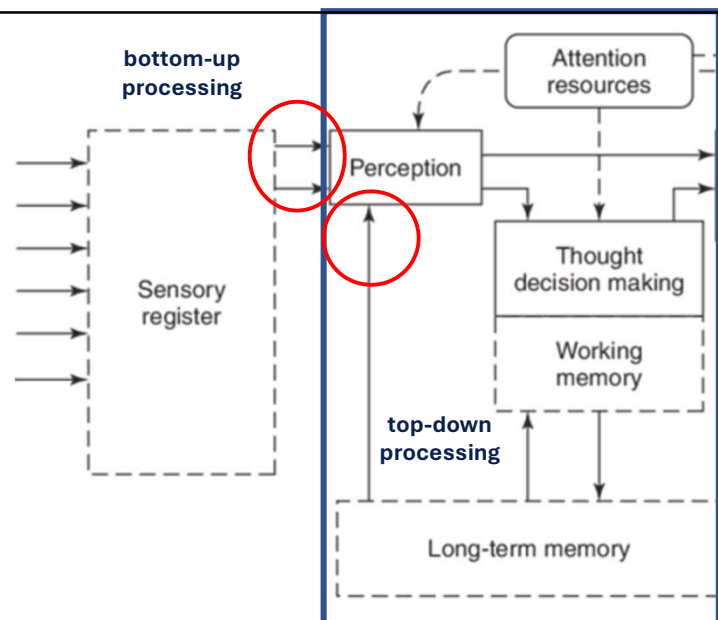 bottom-up
processing
Attention
resources
Perception
Sensory
register
Thought
decision making
Working
memory
top-down
processing
Long-term memory